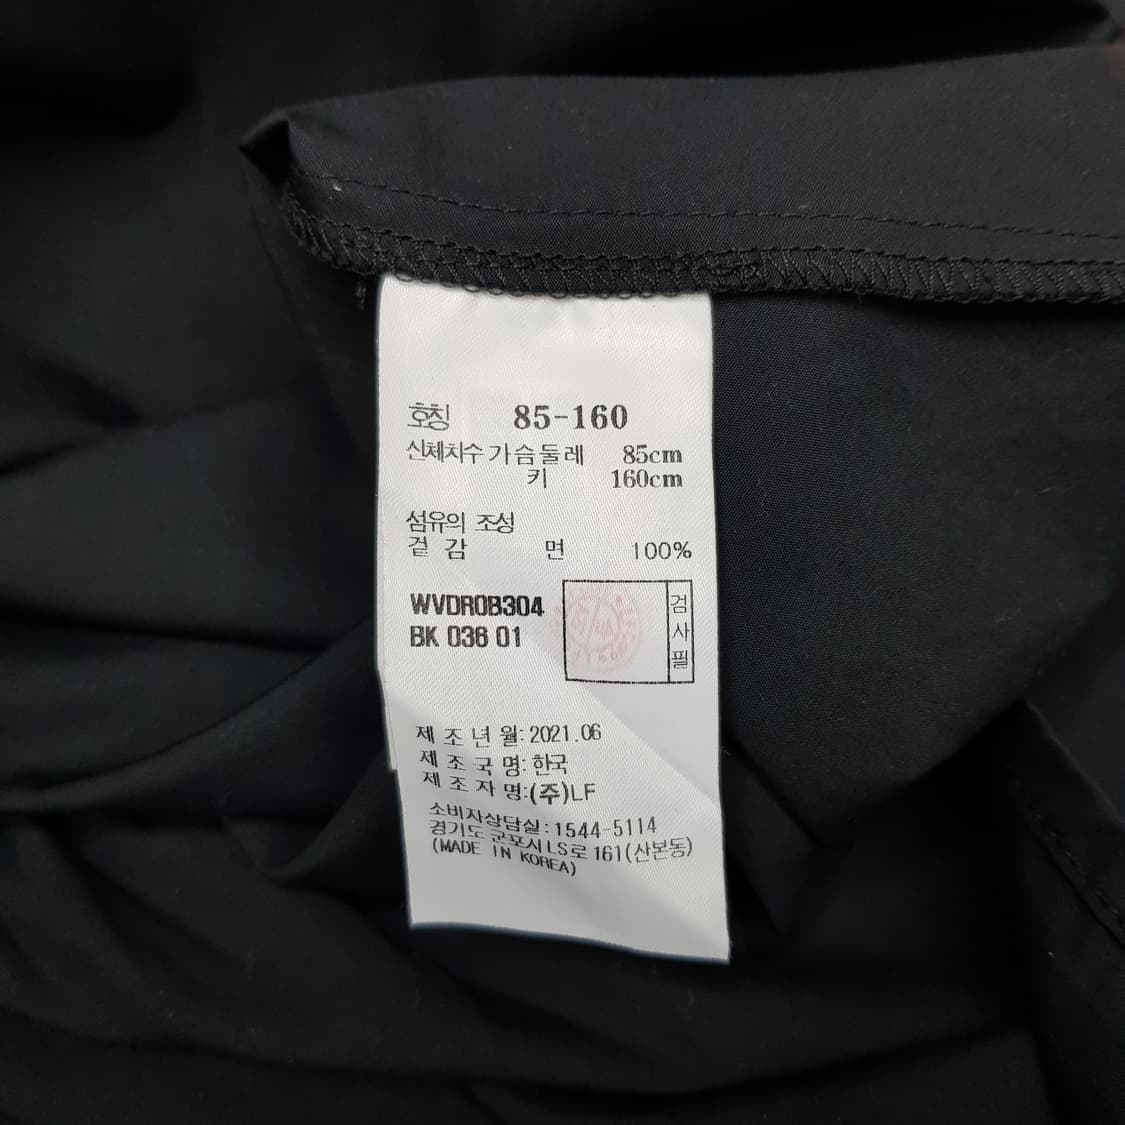 호칭 85-160
신체치수 가슴둘레 85cm
키 160cm
섬유의 조성
겉 감 면 100%
WVDR0B304
BK 036 01
검사필
제 조 년 월: 2021.06
제 조 국 명: 한국
제 조 자 명:(주)LF
소비자상담실:1544-5114
경기도 군포시LS로 161(산본동)
(MADE IN KOREA)